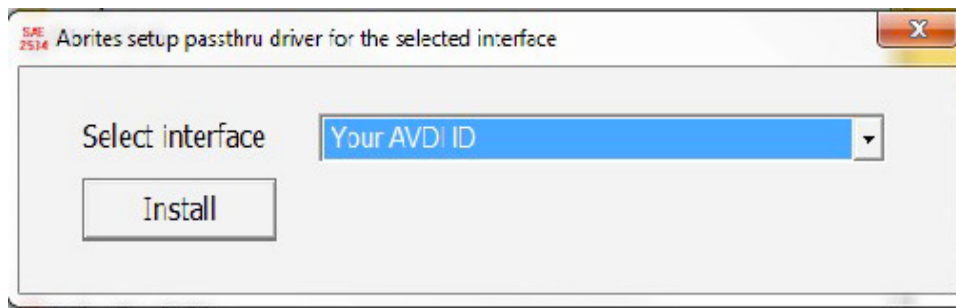 SAE
2534
Abrites setup passthru driver for the selected interface
X
Select interface
Your AVDI ID
Install